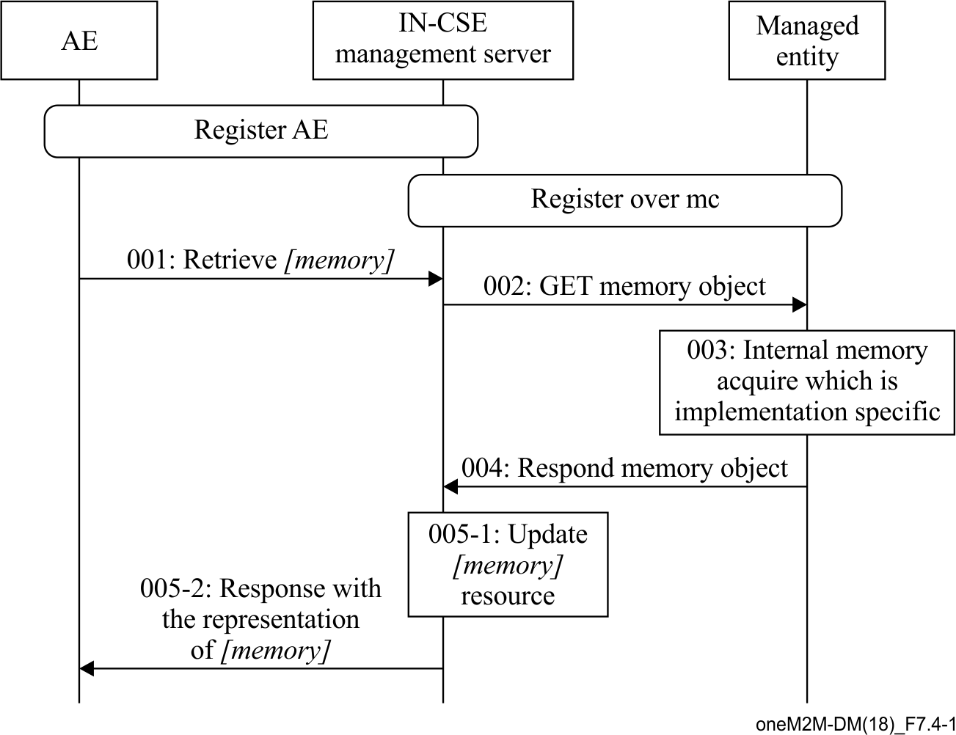 AE
IN-CSE
management server
Managed
entity
Register AE
Register over mc
001: Retrieve [memory]
002: GET memory object
003: Internal memory
acquire which is
implementation specific
004: Respond memory object
005-1: Update
[memory]
resource
005-2: Response with
the representation
of [memory]
oneM2M-DM(18)_F7.4-1